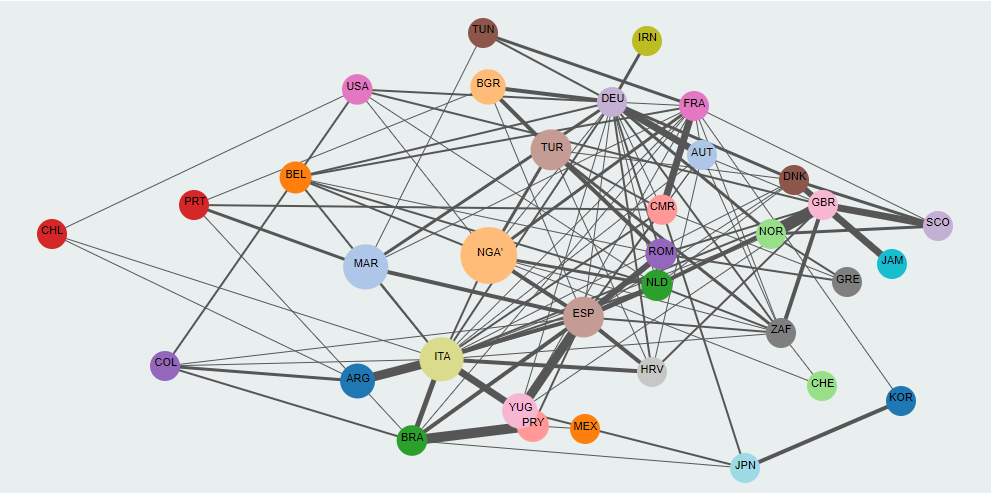 TUN
IRN
USA
BGR
DEU
FRA
TUR
AUT
BEL
DNK
PRT
CMR
GBR
SCO
CHL
NOR
MAR
NGA'
ROM
JAM
NLD
GRE
ESP
ZAF
COL
ITA
ARG
HRV
CHE
KOR
YUG
PRY
MEX
BRA
JPN